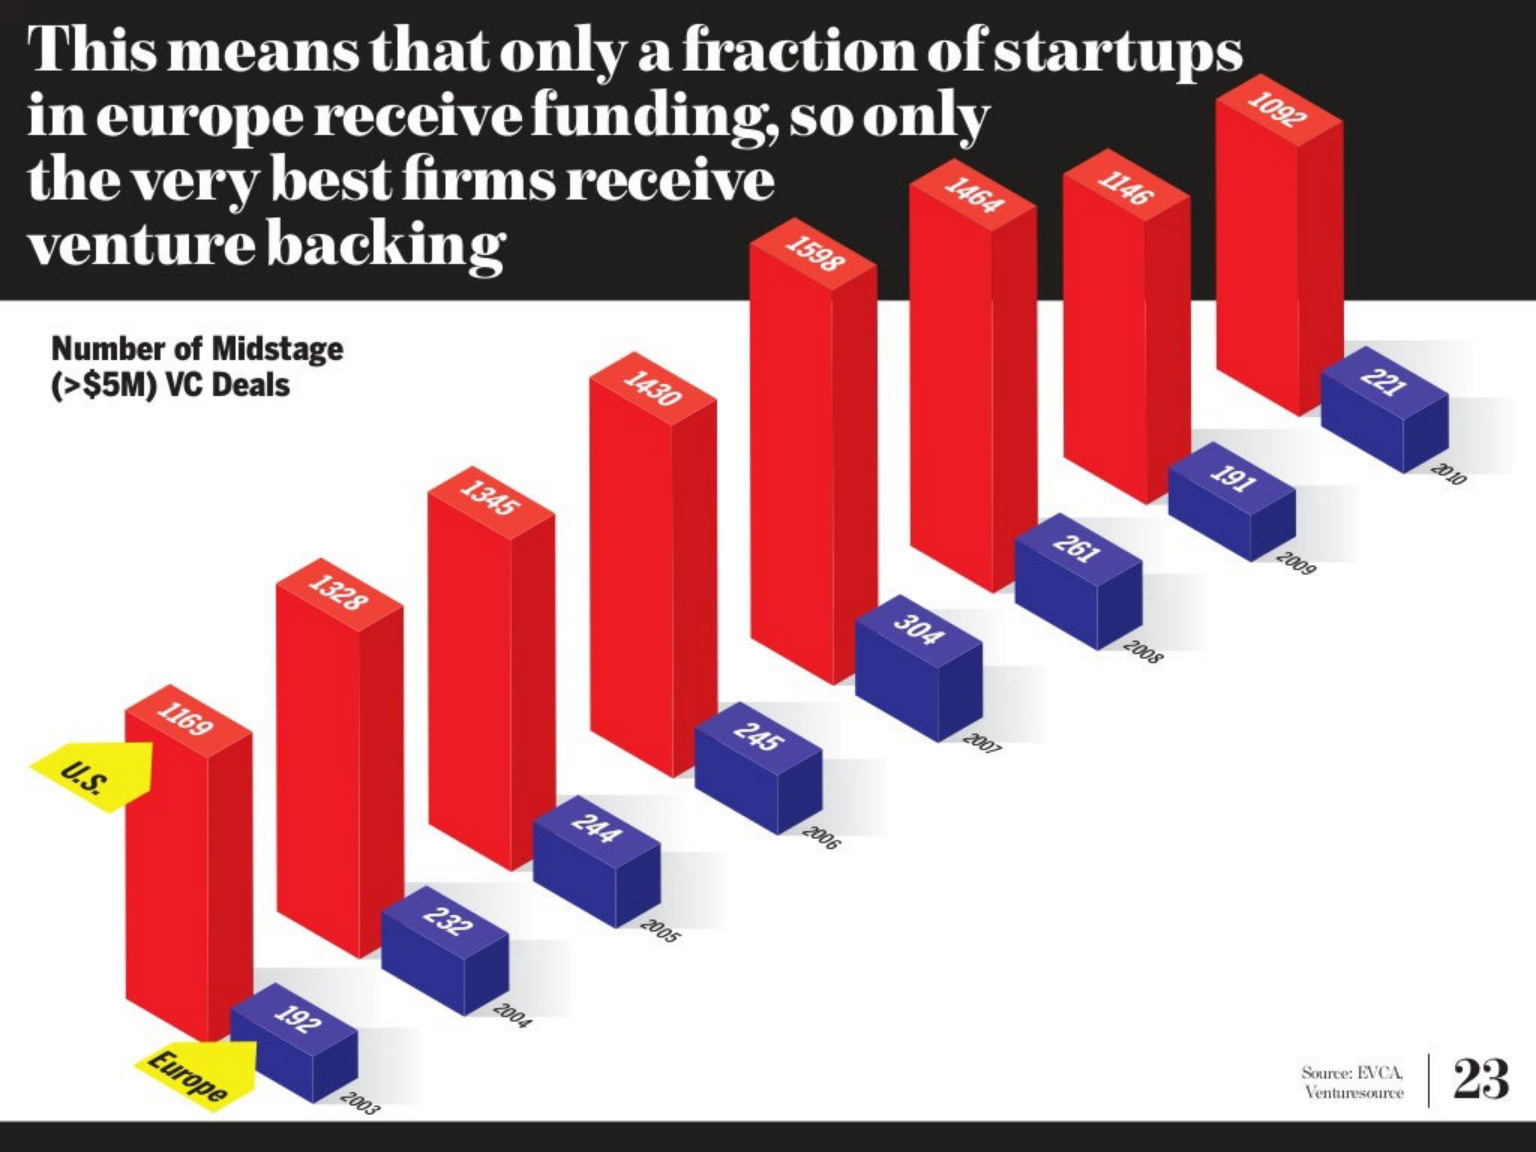 This means that only a fraction of startups
in europe receive funding, so only
the very best firms receive
venture backing
Number of Midstage
(>$5M) VC Deals
1092
1146
1464
1598
1430
1345
1328
1169
U.S.
221
2010
191
2009
261
2008
304
2007
245
2006
244
2005
232
2004
192
2003
Europe
Source: EVCA,
Venturesource
23